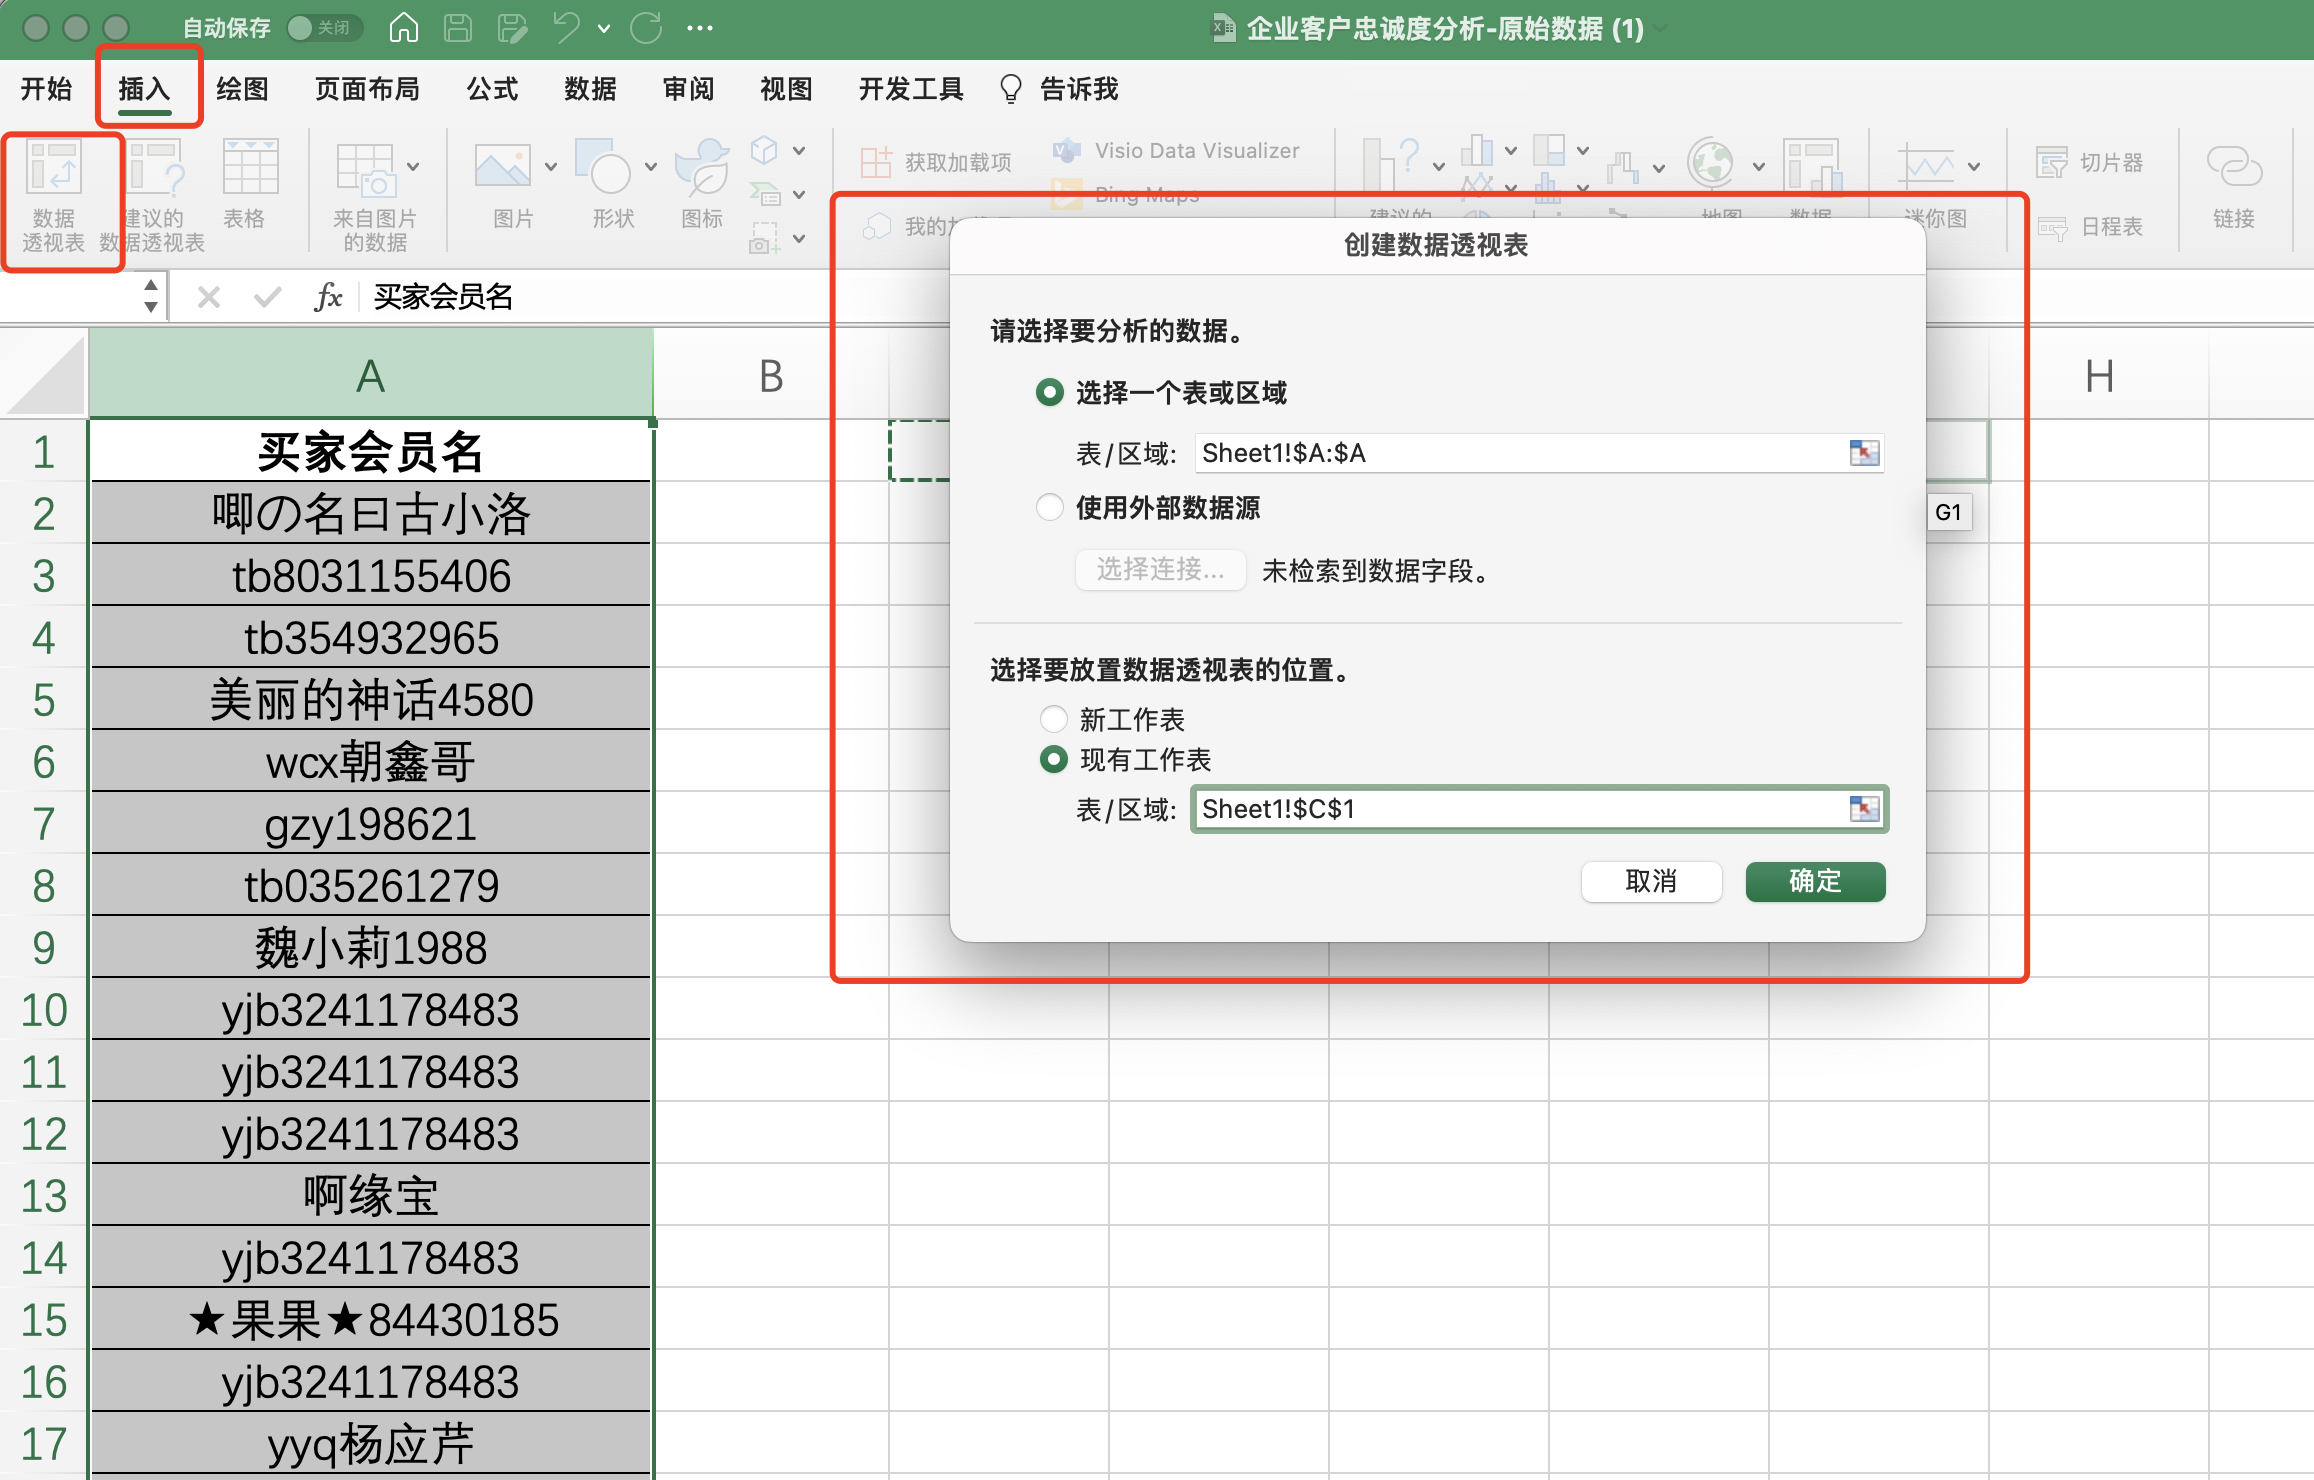 自动保存 关闭 企业客户忠诚度分析-原始数据 (1)
开始 插入 绘图 页面布局 公式 数据 审阅 视图 开发工具 告诉我
数据
透视表
建议的
数据透视表
表格
来自图片
的数据
图片
形状
图标
获取加载项
Visio Data Visualizer
Bing Maps
我的
建议的
地图
数据
迷你图
切片器
日程表
链接
fx 买家会员名
A B H
1 买家会员名
2 唧の名曰古小洛
3 tb8031155406
4 tb354932965
5 美丽的神话4580
6 wcx朝鑫哥
7 gzy198621
8 tb035261279
9 魏小莉1988
10 yjb3241178483
11 yjb3241178483
12 yjb3241178483
13 啊缘宝
14 yjb3241178483
15 ★果果★84430185
16 yjb3241178483
17 yyq杨应芹
创建数据透视表
请选择要分析的数据。
选择一个表或区域
表/区域: Sheet1!$A:$A
使用外部数据源
选择连接... 未检索到数据字段。
选择要放置数据透视表的位置。
新工作表
现有工作表
表/区域: Sheet1!$C$1
取消 确定
G1